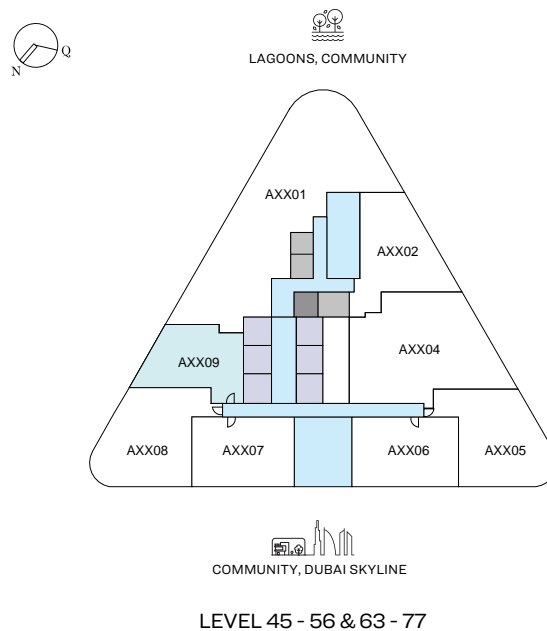 N
Q
LAGOONS, COMMUNITY
AXX01
AXX02
AXX09
AXX04
AXX08
AXX07
AXX06
AXX05
COMMUNITY, DUBAI SKYLINE
LEVEL 45 - 56 & 63 - 77